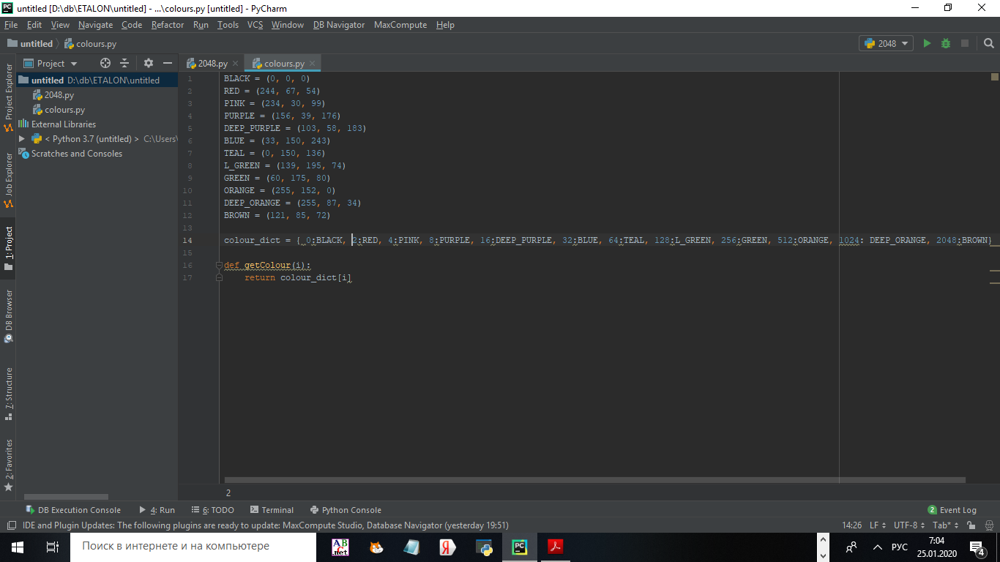 untitled [D:\db\ETALON\untitled] - ...\colours.py [untitled] - PyCharm
File Edit View Navigate Code Refactor Run Tools VCS Window DB Navigator MaxCompute Help
untitled colours.py
2048
Project
2048.py colours.py
untitled D:\db\ETALON\untitled
2048.py
colours.py
External Libraries
< Python 3.7 (untitled) > C:\Users\
Scratches and Consoles
Project Explorer
Job Explorer
1: Project
DB Browser
7: Structure
2: Favorites
1 BLACK = (0, 0, 0)
2 RED = (244, 67, 54)
3 PINK = (234, 30, 99)
4 PURPLE = (156, 39, 176)
5 DEEP_PURPLE = (103, 58, 183)
6 BLUE = (33, 150, 243)
7 TEAL = (0, 150, 136)
8 L_GREEN = (139, 195, 74)
9 GREEN = (60, 175, 80)
10 ORANGE = (255, 152, 0)
11 DEEP_ORANGE = (255, 87, 34)
12 BROWN = (121, 85, 72)
13
14 colour_dict = { 0:BLACK, 2:RED, 4:PINK, 8:PURPLE, 16:DEEP_PURPLE, 32:BLUE, 64:TEAL, 128:L_GREEN, 256:GREEN, 512:ORANGE, 1024: DEEP_ORANGE, 2048:BROWN}
15
16 def getColour(i):
17 return colour_dict[i]
2
DB Execution Console 4: Run 6: TODO Terminal Python Console 2 Event Log
IDE and Plugin Updates: The following plugins are ready to update: MaxCompute Studio, Database Navigator (yesterday 19:51) 14:26 LF UTF-8 Tab*
Поиск в интернете и на компьютере
ABC.net
Я
PC
РУС
7:04
25.01.2020
4